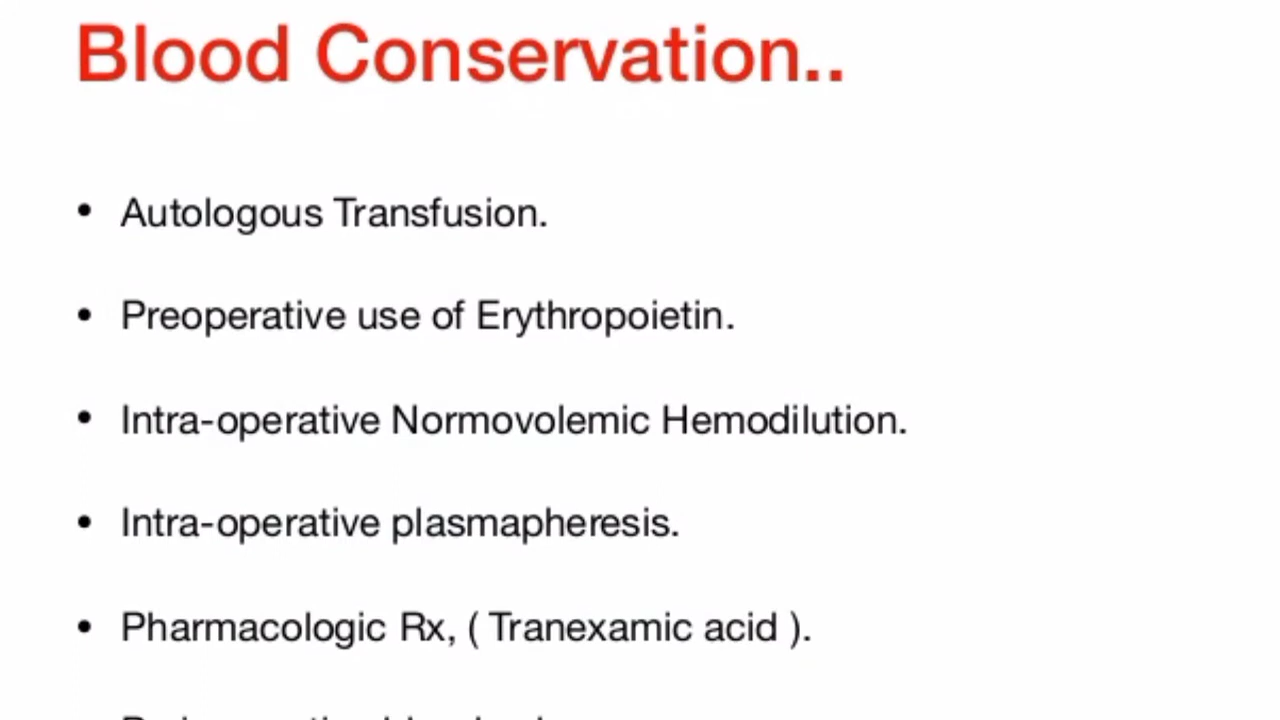 Blood Conservation..
• Autologous Transfusion.
• Preoperative use of Erythropoietin.
• Intra-operative Normovolemic Hemodilution.
• Intra-operative plasmapheresis.
• Pharmacologic Rx, ( Tranexamic acid ).